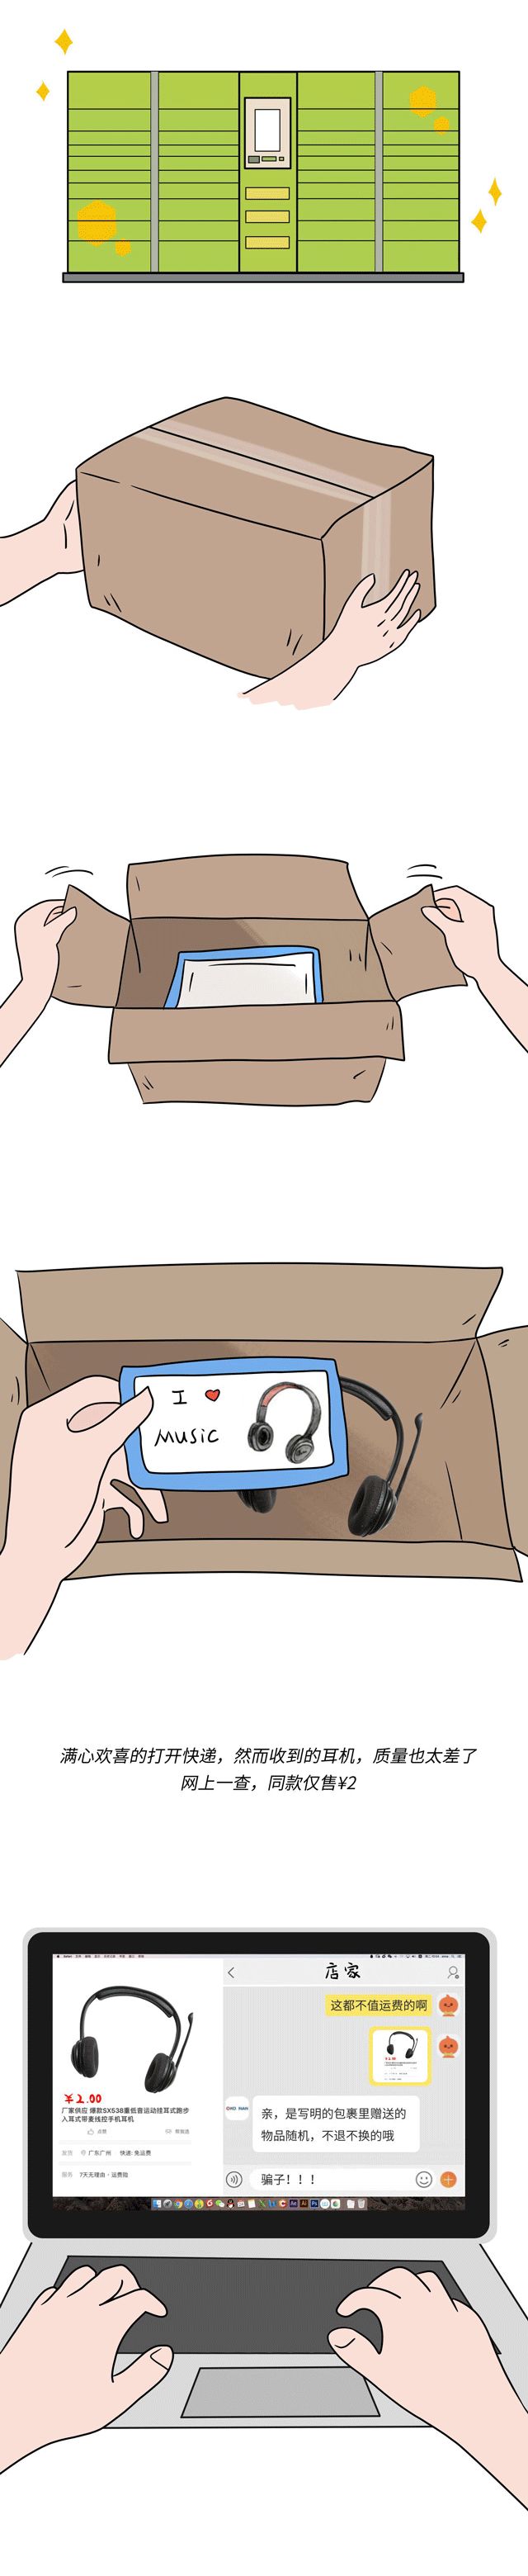 I ❤
MUSIC
满心欢喜的打开快递，然而收到的耳机，质量也太差了
网上一查，同款仅售¥2
店家
这都不值运费的啊
¥2.00
厂家供应 爆款SX538重低音运动挂耳式跑步
入耳式带麦线控手机耳机
点赞
发货 广东广州 快递: 免运费
服务 7天无理由 · 运费险
亲，是写明的包裹里赠送的
物品随机，不退不换的哦
骗子！！！